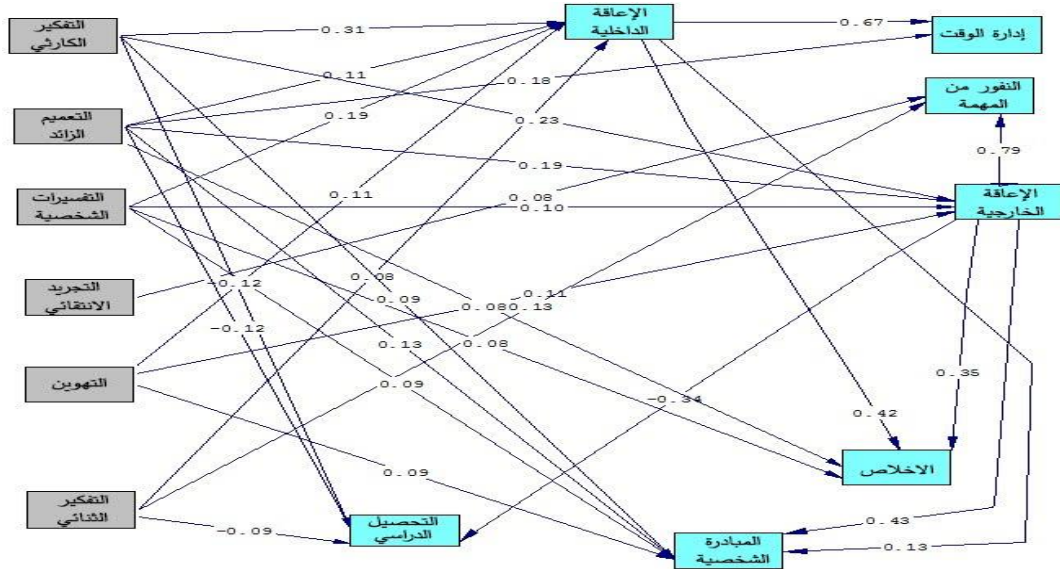 التفكير
الكارثي
التعميم
الزائد
التفسيرات
الشخصية
التجريد
الانتقائي
التهوين
التفكير
الثنائي
الإعاقة
الداخلية
إدارة الوقت
النفور من
المهمة
الإعاقة
الخارجية
الاخلاص
المبادرة
الشخصية
التحصيل
الدراسي
0.31
0.67
0.11
0.18
0.19
0.23
0.79
0.19
0.11
0.08
0.10
0.08
-0.12
0.11
0.09
0.08
0.13
-0.12
0.13
0.08
0.35
0.09
-0.34
0.42
0.09
-0.09
0.43
0.13